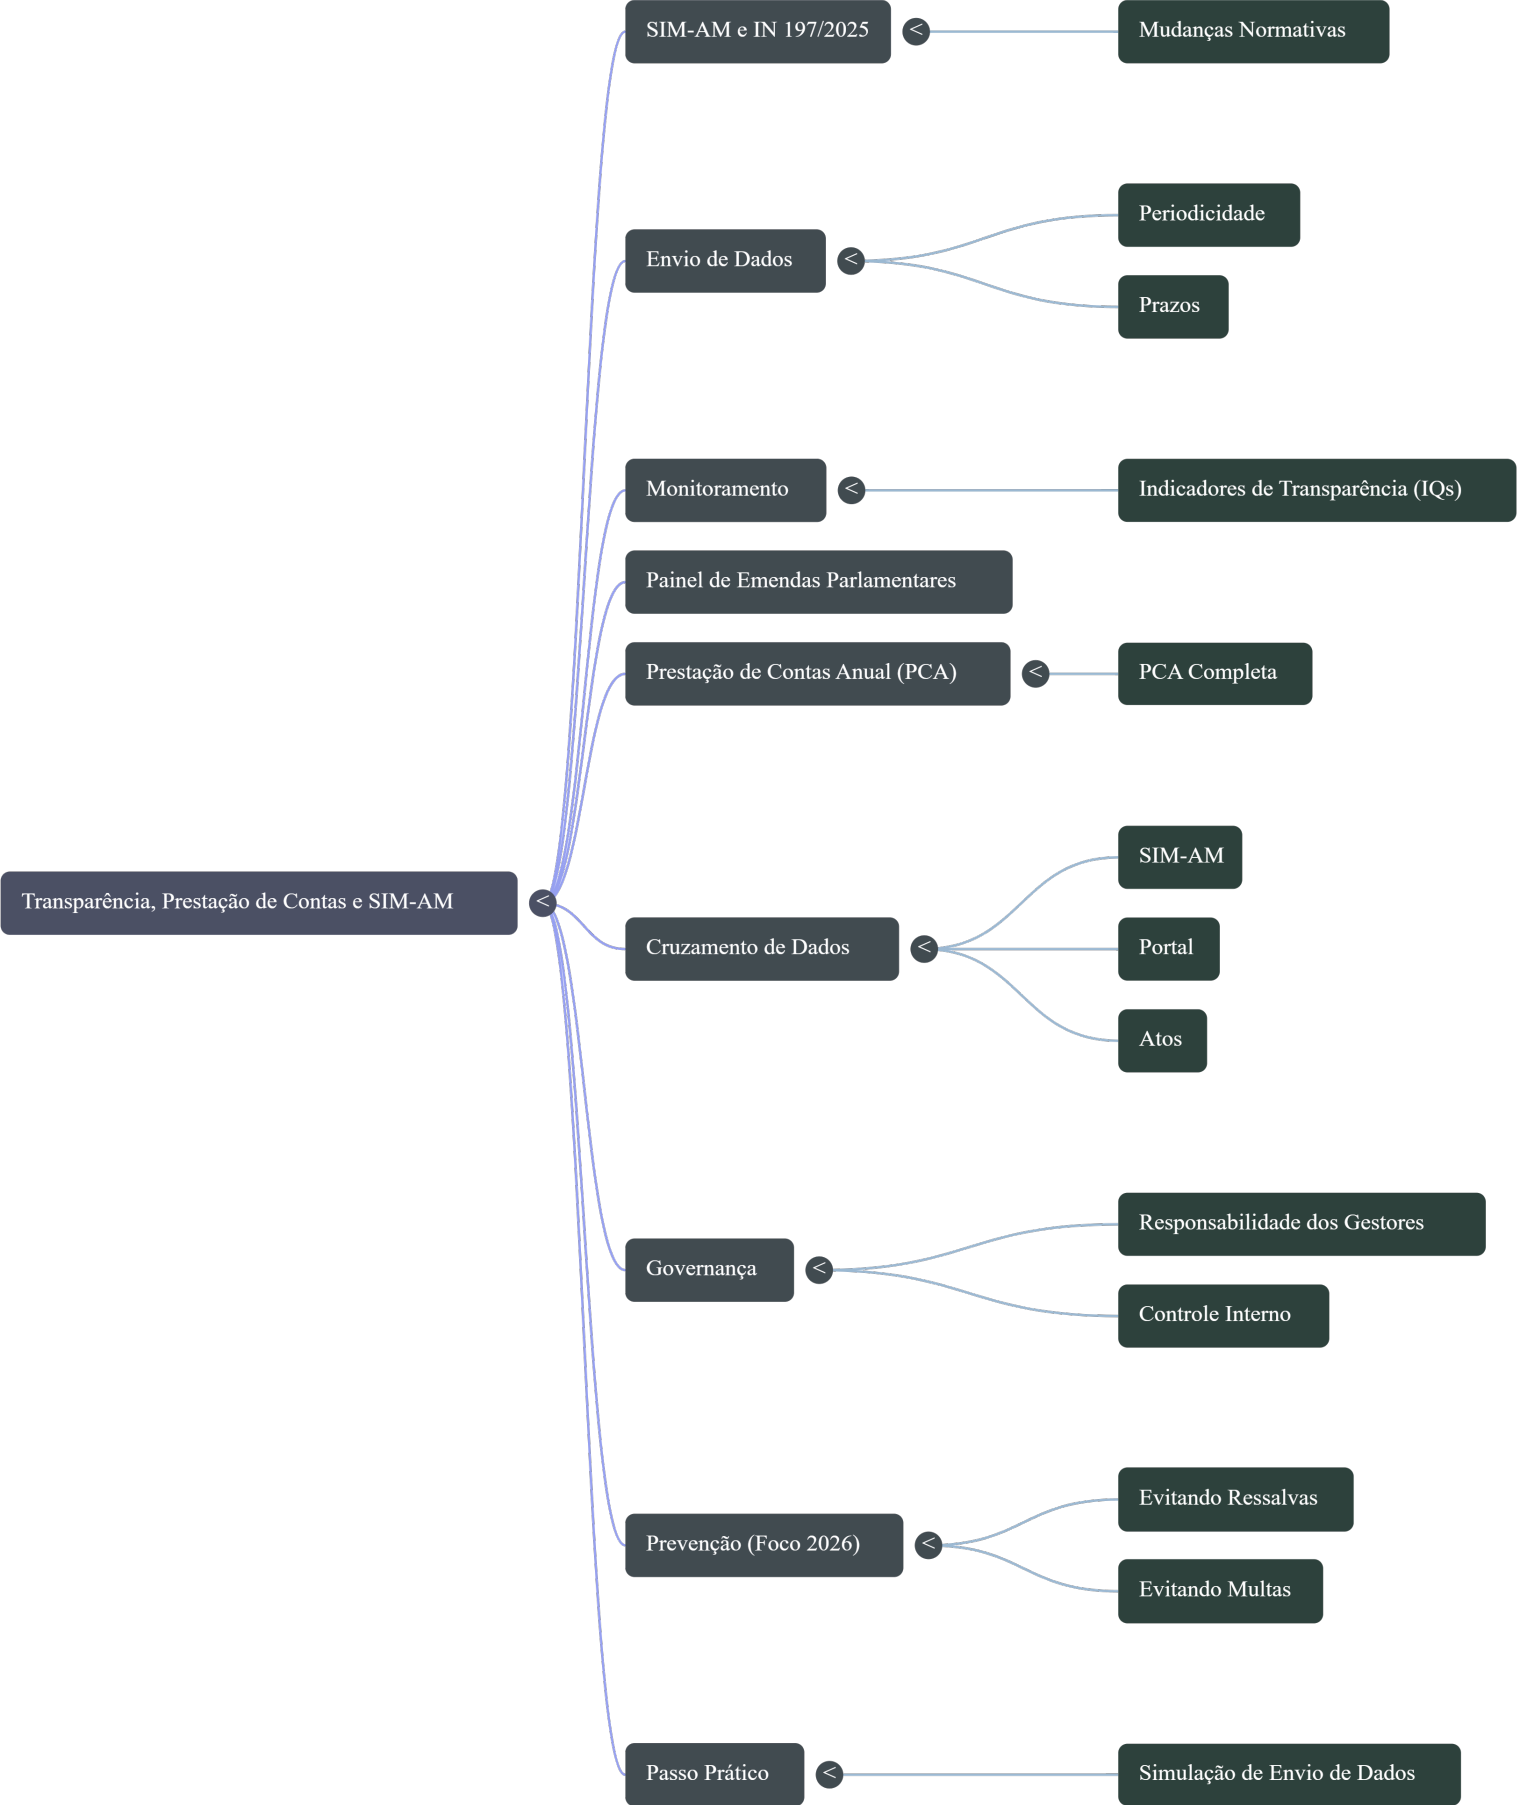 Transparência, Prestação de Contas e SIM-AM
<
SIM-AM e IN 197/2025
<
Mudanças Normativas
Envio de Dados
<
Periodicidade
Prazos
Monitoramento
<
Indicadores de Transparência (IQs)
Painel de Emendas Parlamentares
Prestação de Contas Anual (PCA)
<
PCA Completa
Cruzamento de Dados
<
SIM-AM
Portal
Atos
Governança
<
Responsabilidade dos Gestores
Controle Interno
Prevenção (Foco 2026)
<
Evitando Ressalvas
Evitando Multas
Passo Prático
<
Simulação de Envio de Dados